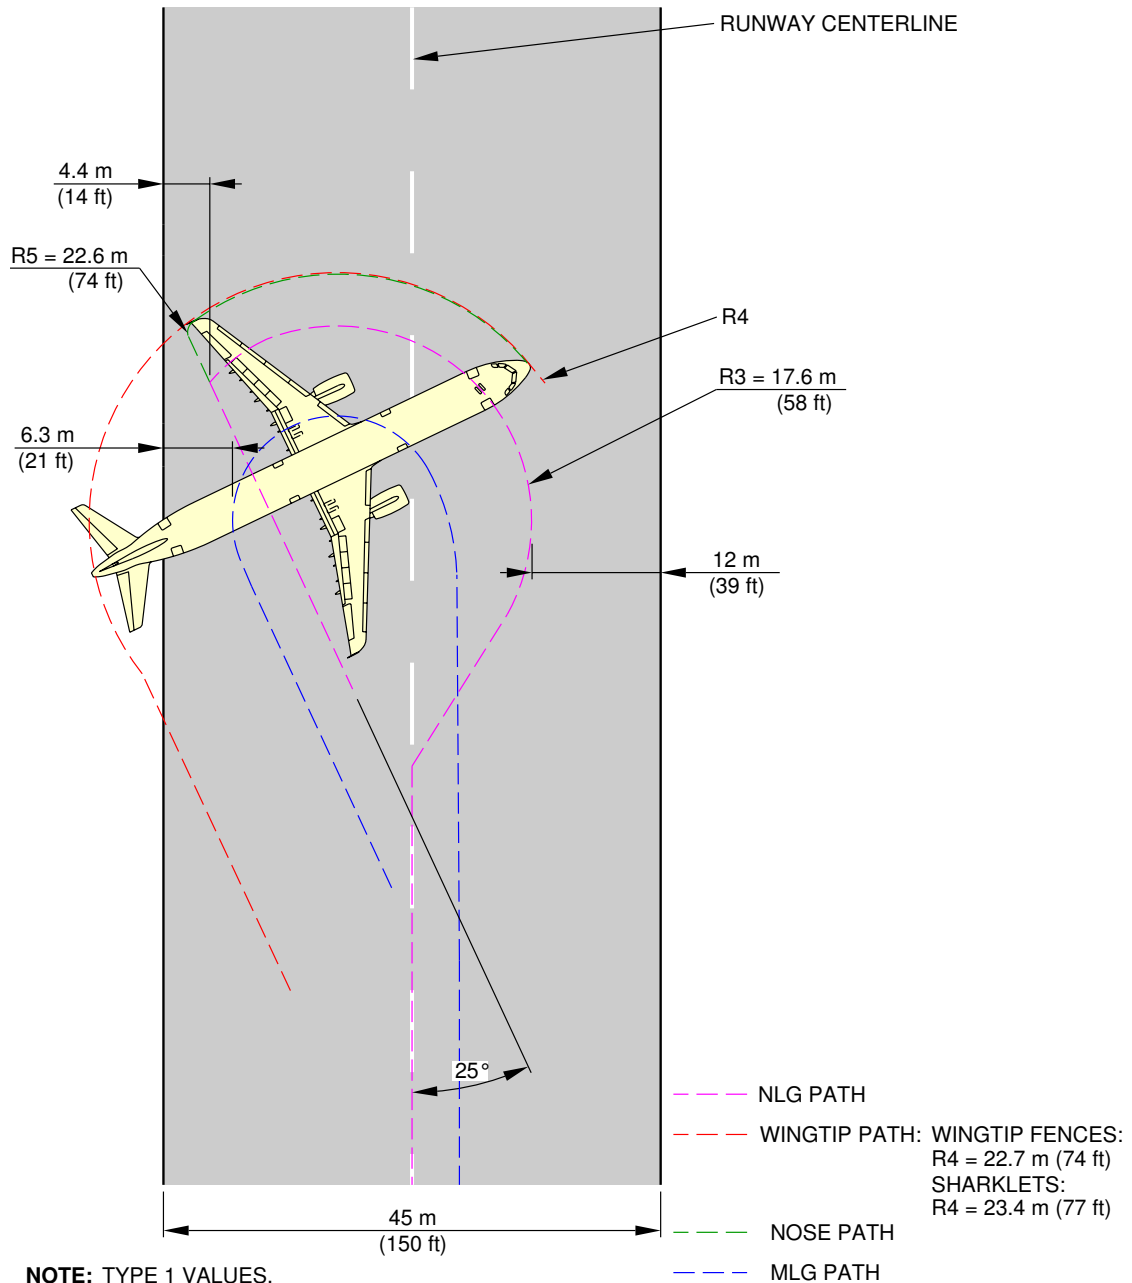 RUNWAY CENTERLINE
4.4 m
(14 ft)
R5 = 22.6 m
(74 ft)
R4
R3 = 17.6 m
(58 ft)
6.3 m
(21 ft)
12 m
(39 ft)
25°
NLG PATH
WINGTIP PATH: WINGTIP FENCES:
R4 = 22.7 m (74 ft)
SHARKLETS:
R4 = 23.4 m (77 ft)
45 m
(150 ft)
NOSE PATH
NOTE: TYPE 1 VALUES.
MLG PATH